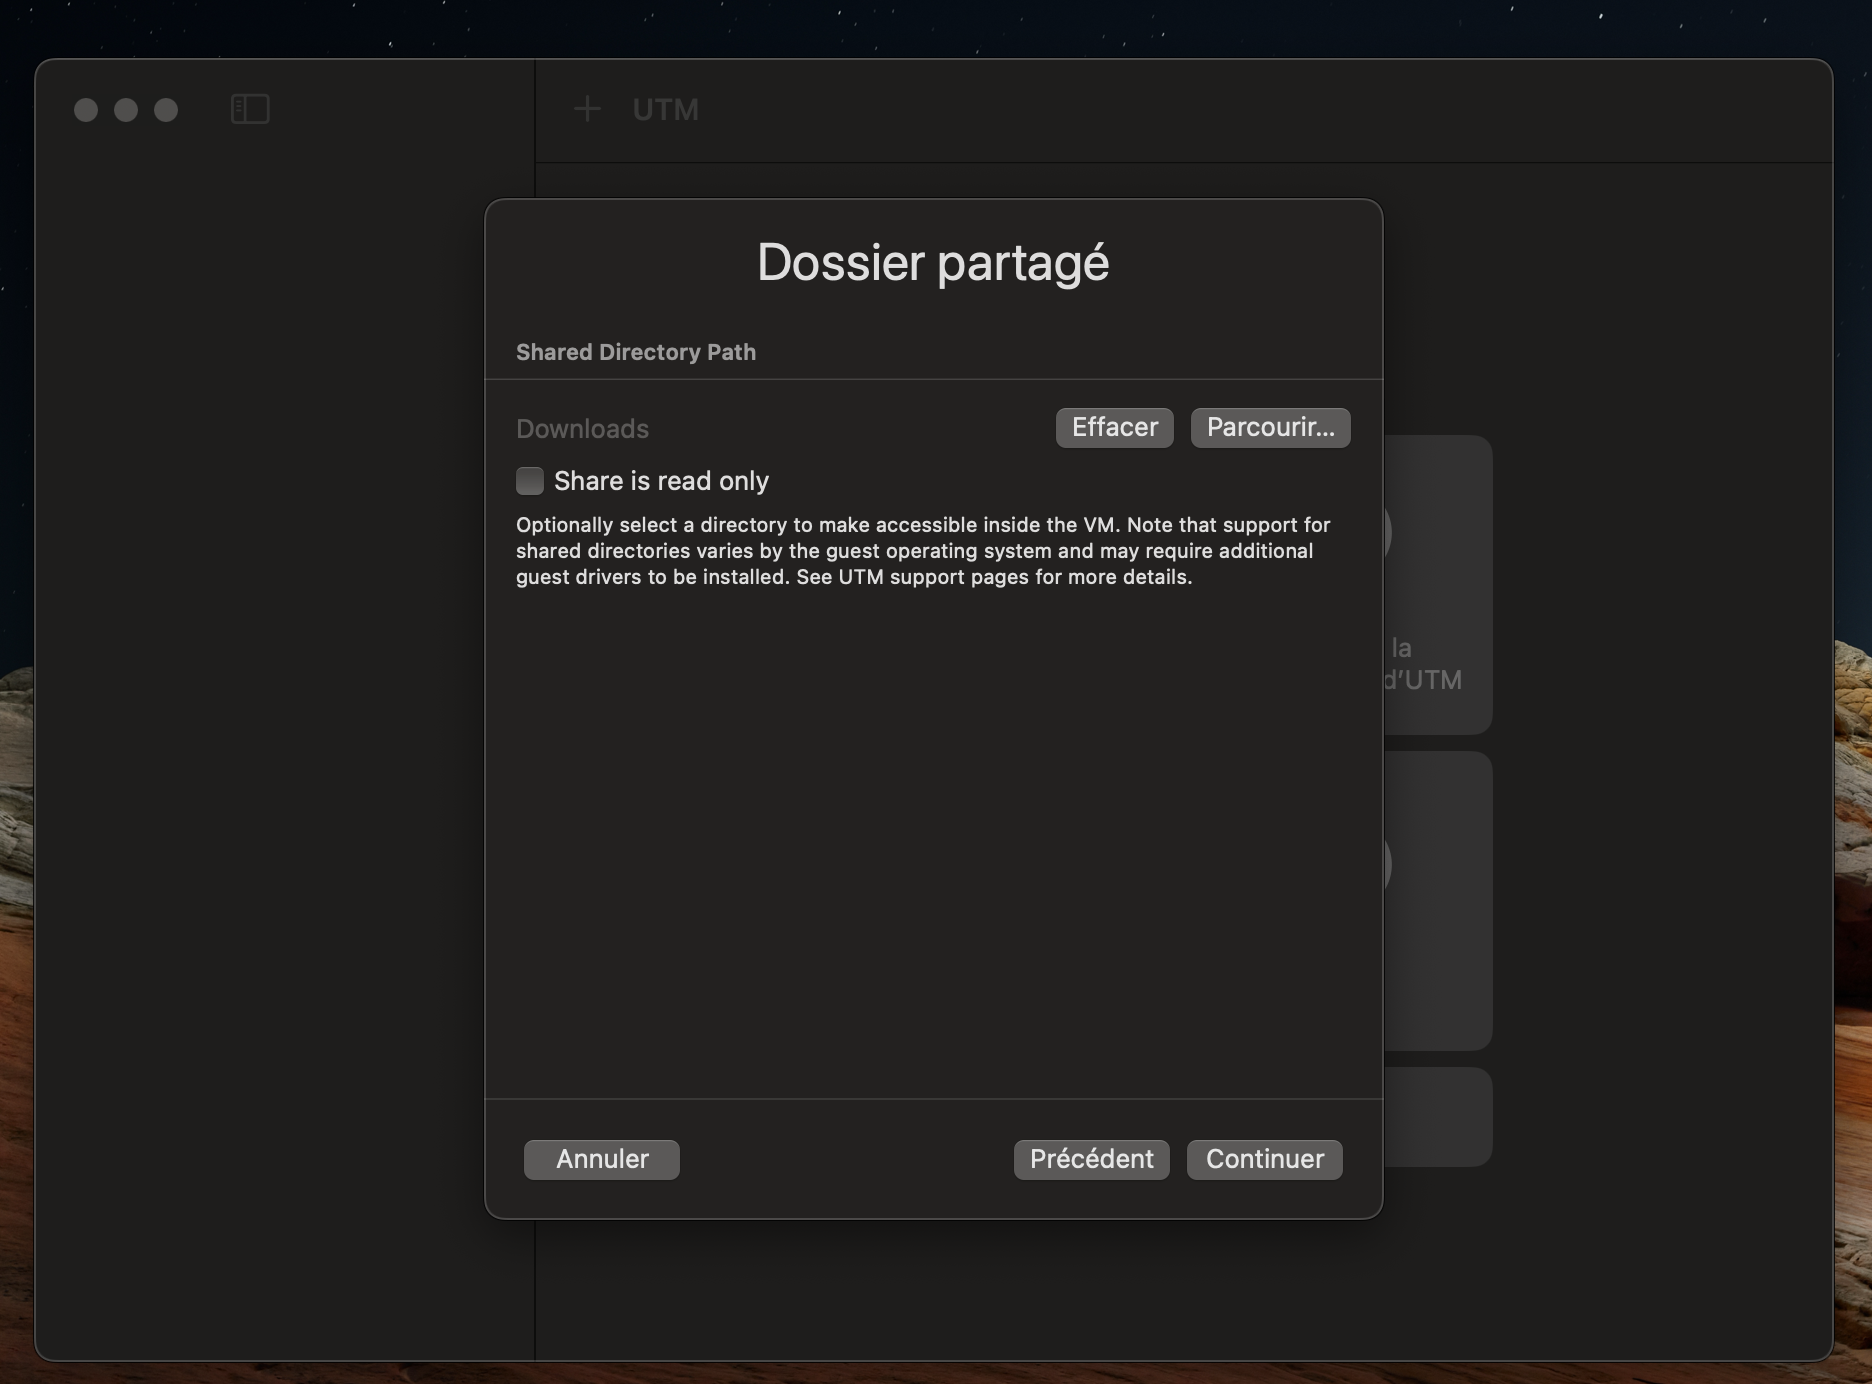 UTM
Dossier partagé
Shared Directory Path
Downloads
Effacer
Parcourir...
Share is read only
Optionally select a directory to make accessible inside the VM. Note that support for
shared directories varies by the guest operating system and may require additional
guest drivers to be installed. See UTM support pages for more details.
la
d’UTM
Annuler
Précédent
Continuer